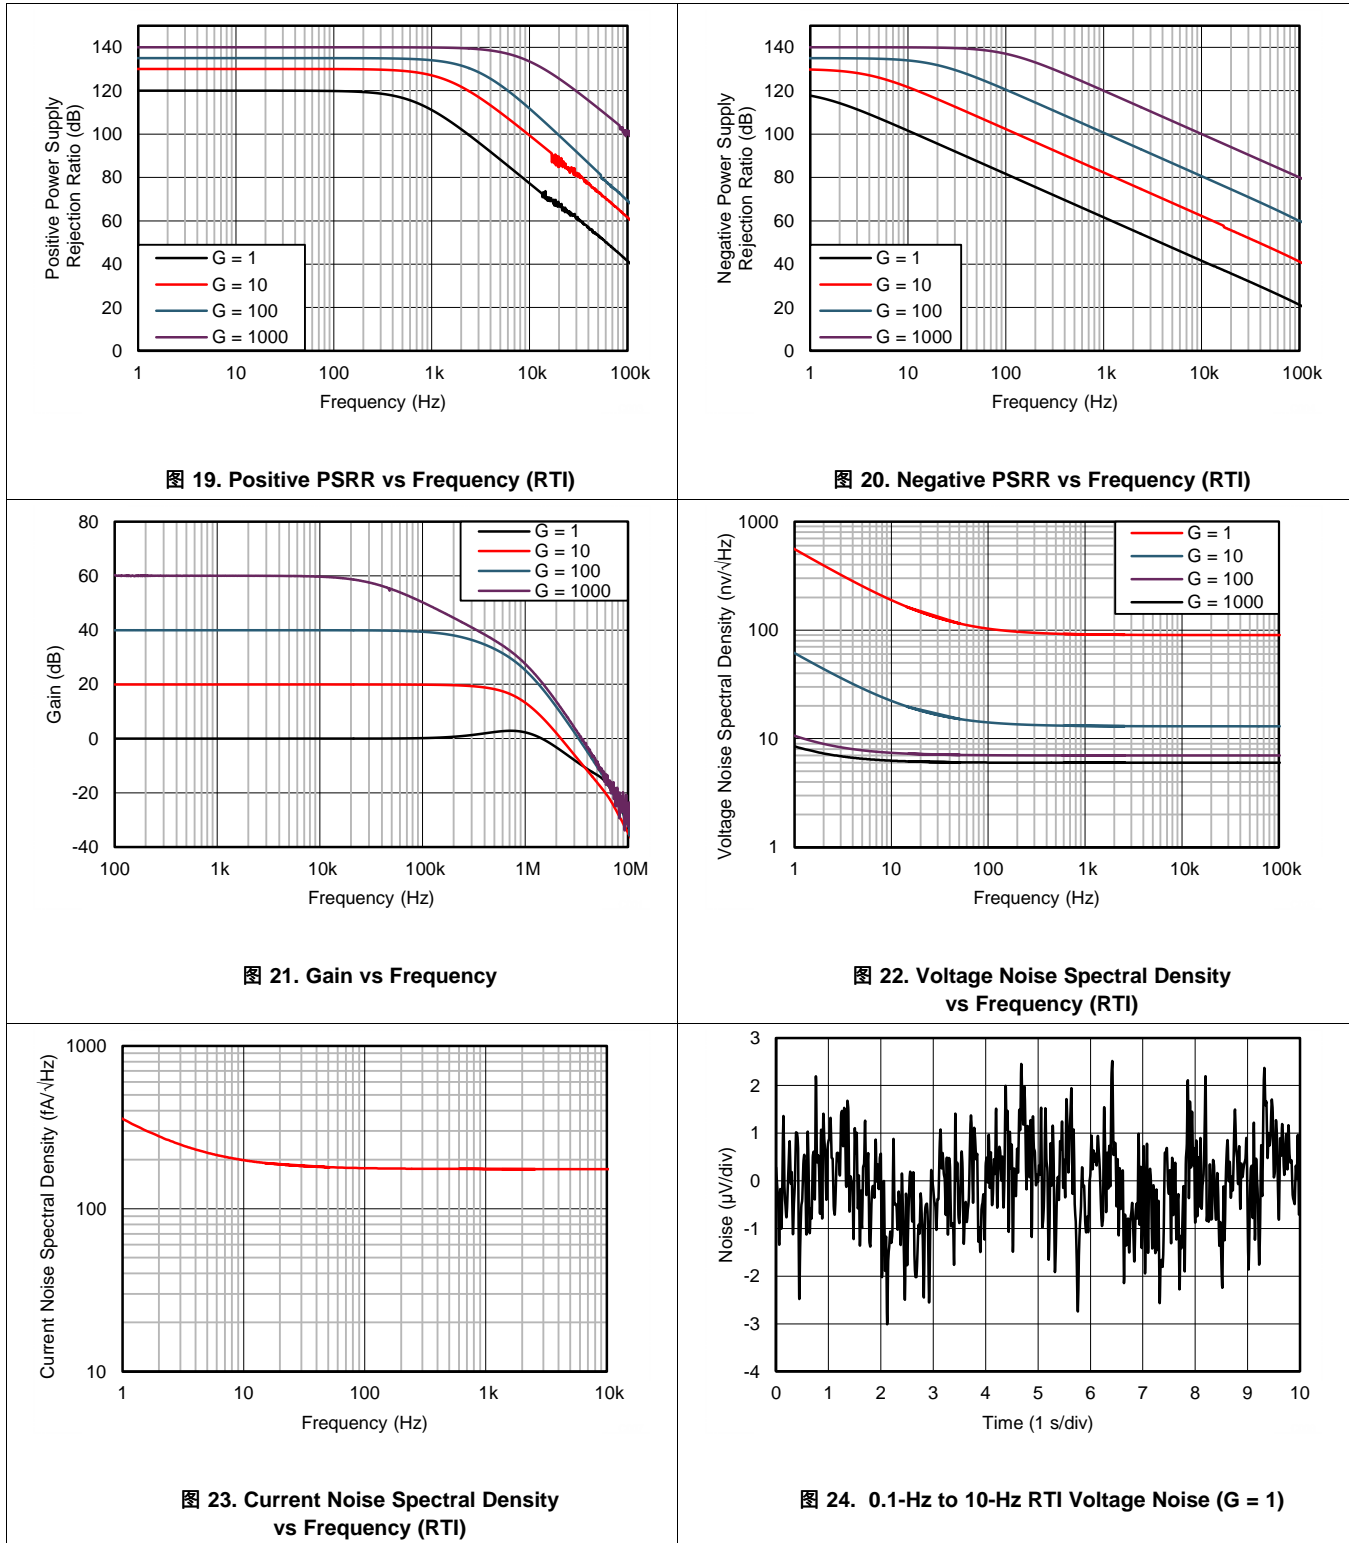 140
120
100
80
60
40
20
0
Positive Power Supply
Rejection Ratio (dB)
G = 1
G = 10
G = 100
G = 1000
1
10
100
1k
10k
100k
Frequency (Hz)
图 19. Positive PSRR vs Frequency (RTI)
140
120
100
80
60
40
20
0
Negative Power Supply
Rejection Ratio (dB)
G = 1
G = 10
G = 100
G = 1000
1
10
100
1k
10k
100k
Frequency (Hz)
图 20. Negative PSRR vs Frequency (RTI)
80
60
40
20
0
-20
-40
Gain (dB)
G = 1
G = 10
G = 100
G = 1000
100
1k
10k
100k
1M
10M
Frequency (Hz)
图 21. Gain vs Frequency
1000
100
10
1
Voltage Noise Spectral Density (nv/√Hz)
G = 1
G = 10
G = 100
G = 1000
1
10
100
1k
10k
100k
Frequency (Hz)
图 22. Voltage Noise Spectral Density
vs Frequency (RTI)
1000
100
10
Current Noise Spectral Density (fA/√Hz)
1
10
100
1k
10k
Frequency (Hz)
图 23. Current Noise Spectral Density
vs Frequency (RTI)
3
2
1
0
-1
-2
-3
-4
Noise (µV/div)
0
1
2
3
4
5
6
7
8
9
10
Time (1 s/div)
图 24. 0.1-Hz to 10-Hz RTI Voltage Noise (G = 1)